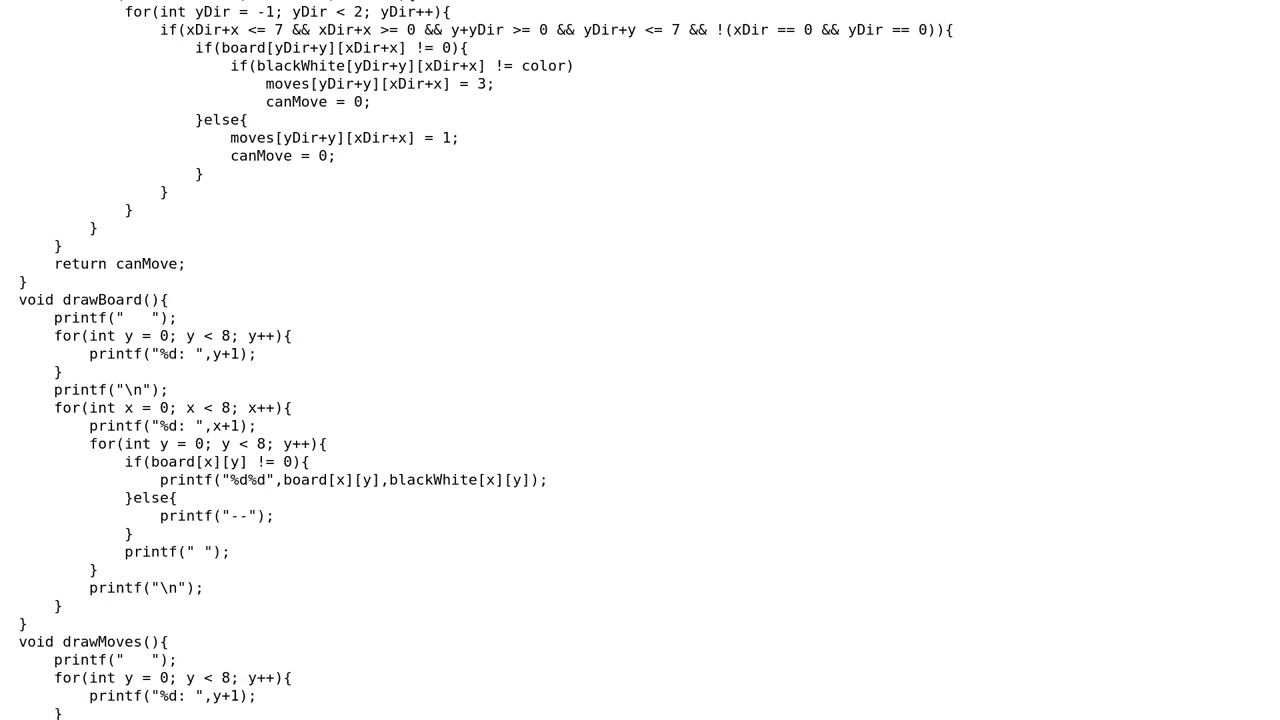 for(int yDir = -1; yDir < 2; yDir++){
if(xDir+x <= 7 && xDir+x >= 0 && y+yDir >= 0 && yDir+y <= 7 && !(xDir == 0 && yDir == 0)){
if(board[yDir+y][xDir+x] != 0){
if(blackWhite[yDir+y][xDir+x] != color)
moves[yDir+y][xDir+x] = 3;
canMove = 0;
}else{
moves[yDir+y][xDir+x] = 1;
canMove = 0;
}
}
}
}
}
return canMove;
}
void drawBoard(){
printf("   ");
for(int y = 0; y < 8; y++){
printf("%d: ",y+1);
}
printf("\n");
for(int x = 0; x < 8; x++){
printf("%d: ",x+1);
for(int y = 0; y < 8; y++){
if(board[x][y] != 0){
printf("%d%d",board[x][y],blackWhite[x][y]);
}else{
printf("--");
}
printf(" ");
}
printf("\n");
}
}
void drawMoves(){
printf("   ");
for(int y = 0; y < 8; y++){
printf("%d: ",y+1);
}